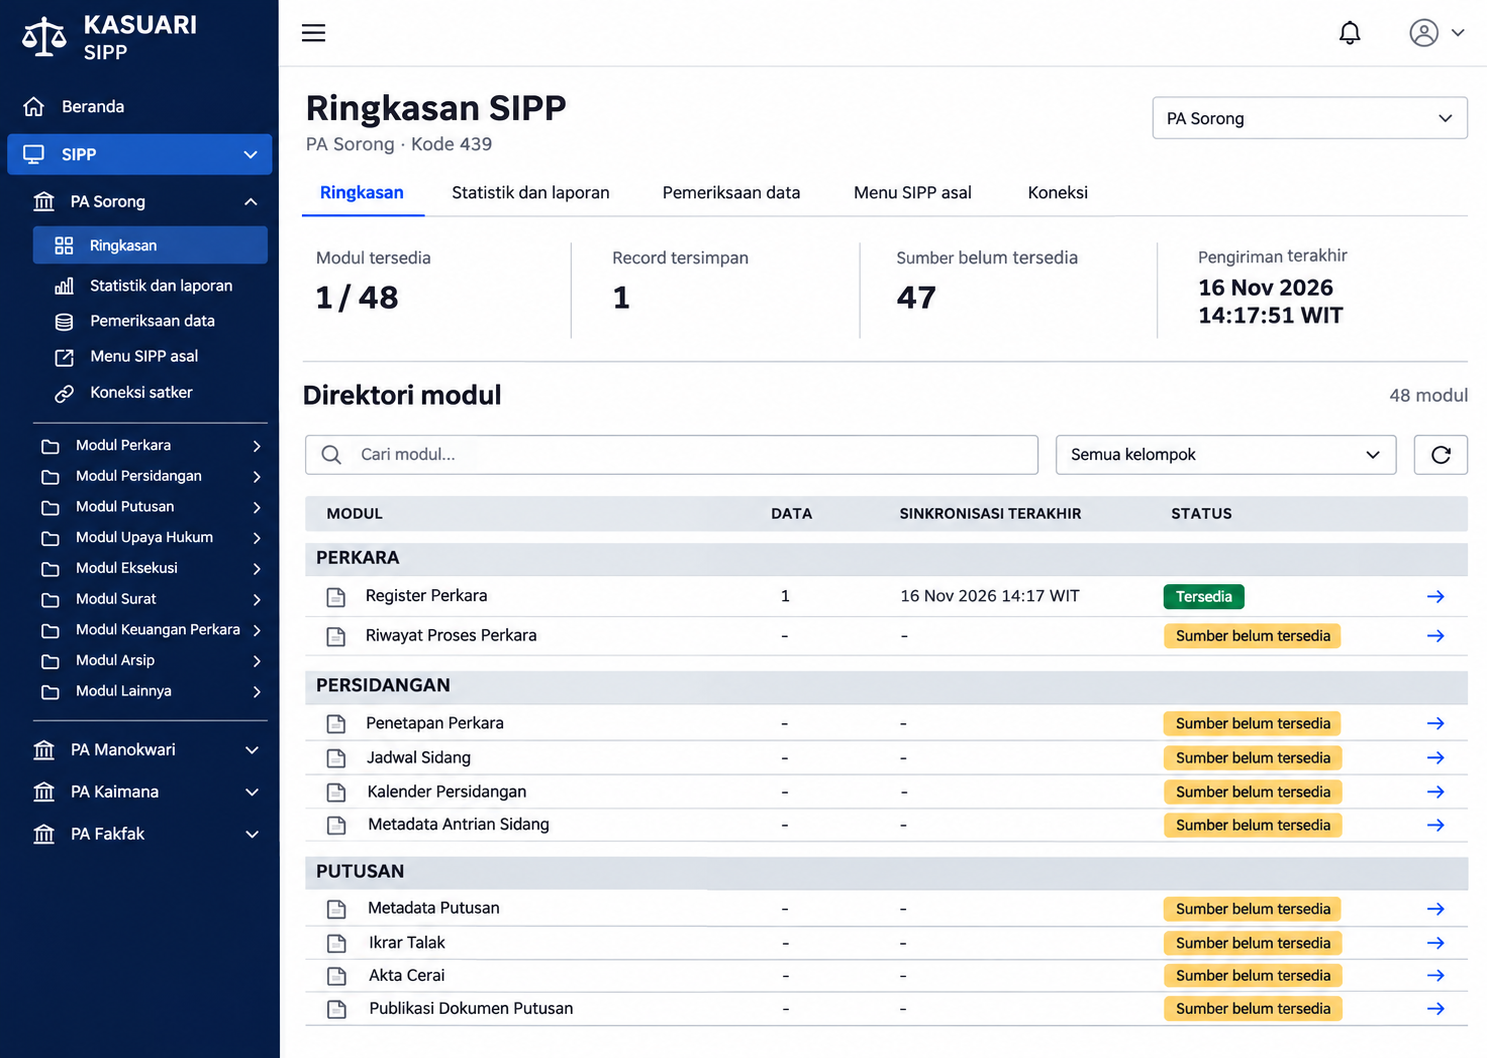 KASUARI
SIPP
Beranda
SIPP
PA Sorong
Ringkasan
Statistik dan laporan
Pemeriksaan data
Menu SIPP asal
Koneksi satker
Modul Perkara
Modul Persidangan
Modul Putusan
Modul Upaya Hukum
Modul Eksekusi
Modul Surat
Modul Keuangan Perkara
Modul Arsip
Modul Lainnya
PA Manokwari
PA Kaimana
PA Fakfak
Ringkasan SIPP
PA Sorong · Kode 439
PA Sorong
Ringkasan Statistik dan laporan Pemeriksaan data Menu SIPP asal Koneksi
Modul tersedia
1 / 48
Record tersimpan
1
Sumber belum tersedia
47
Pengiriman terakhir
16 Nov 2026
14:17:51 WIT
Direktori modul
48 modul
Cari modul...
Semua kelompok
MODUL DATA SINKRONISASI TERAKHIR STATUS
PERKARA
Register Perkara 1 16 Nov 2026 14:17 WIT Tersedia
Riwayat Proses Perkara - - Sumber belum tersedia
PERSIDANGAN
Penetapan Perkara - - Sumber belum tersedia
Jadwal Sidang - - Sumber belum tersedia
Kalender Persidangan - - Sumber belum tersedia
Metadata Antrian Sidang - - Sumber belum tersedia
PUTUSAN
Metadata Putusan - - Sumber belum tersedia
Ikrar Talak - - Sumber belum tersedia
Akta Cerai - - Sumber belum tersedia
Publikasi Dokumen Putusan - - Sumber belum tersedia